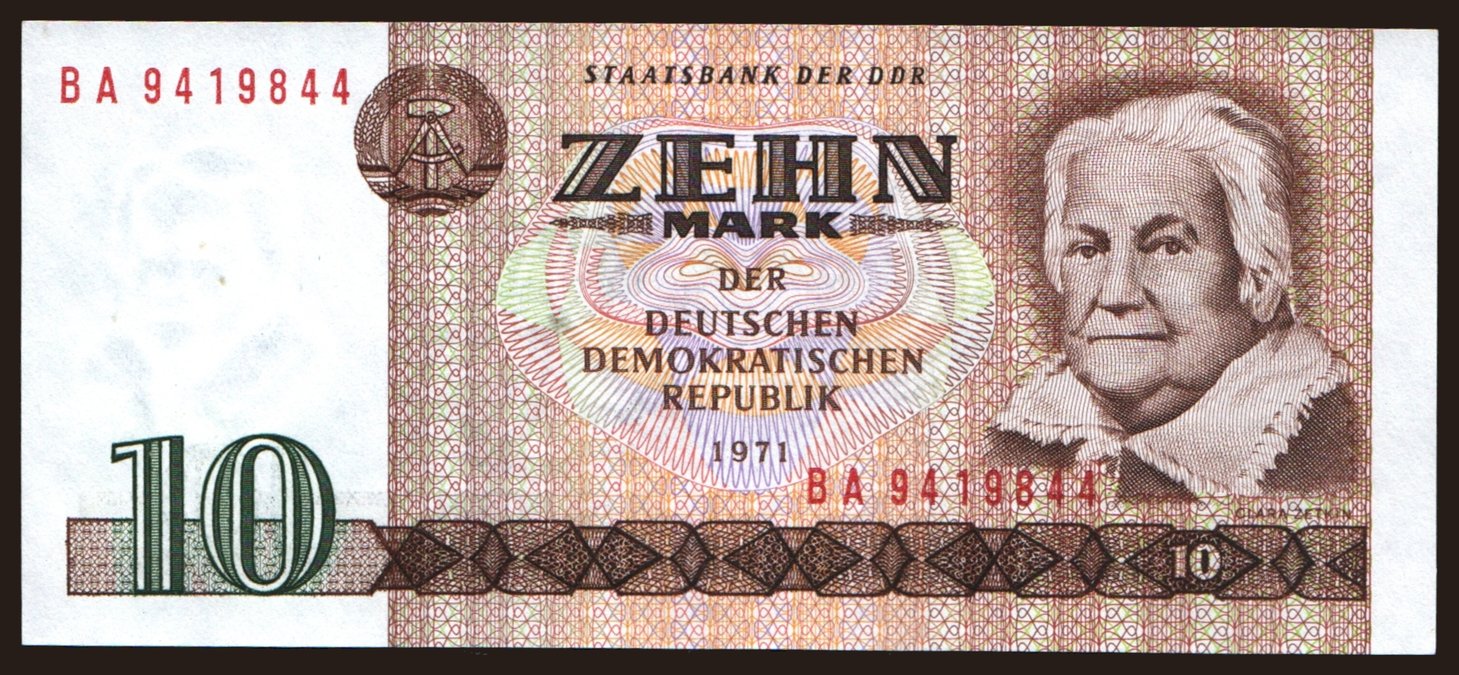 BA 9419844
STAATSBANK DER DDR
ZEHN
MARK
DER
DEUTSCHEN
DEMOKRATISCHEN
REPUBLIK
1971
BA 9419844
CLARA ZETKIN
10
10